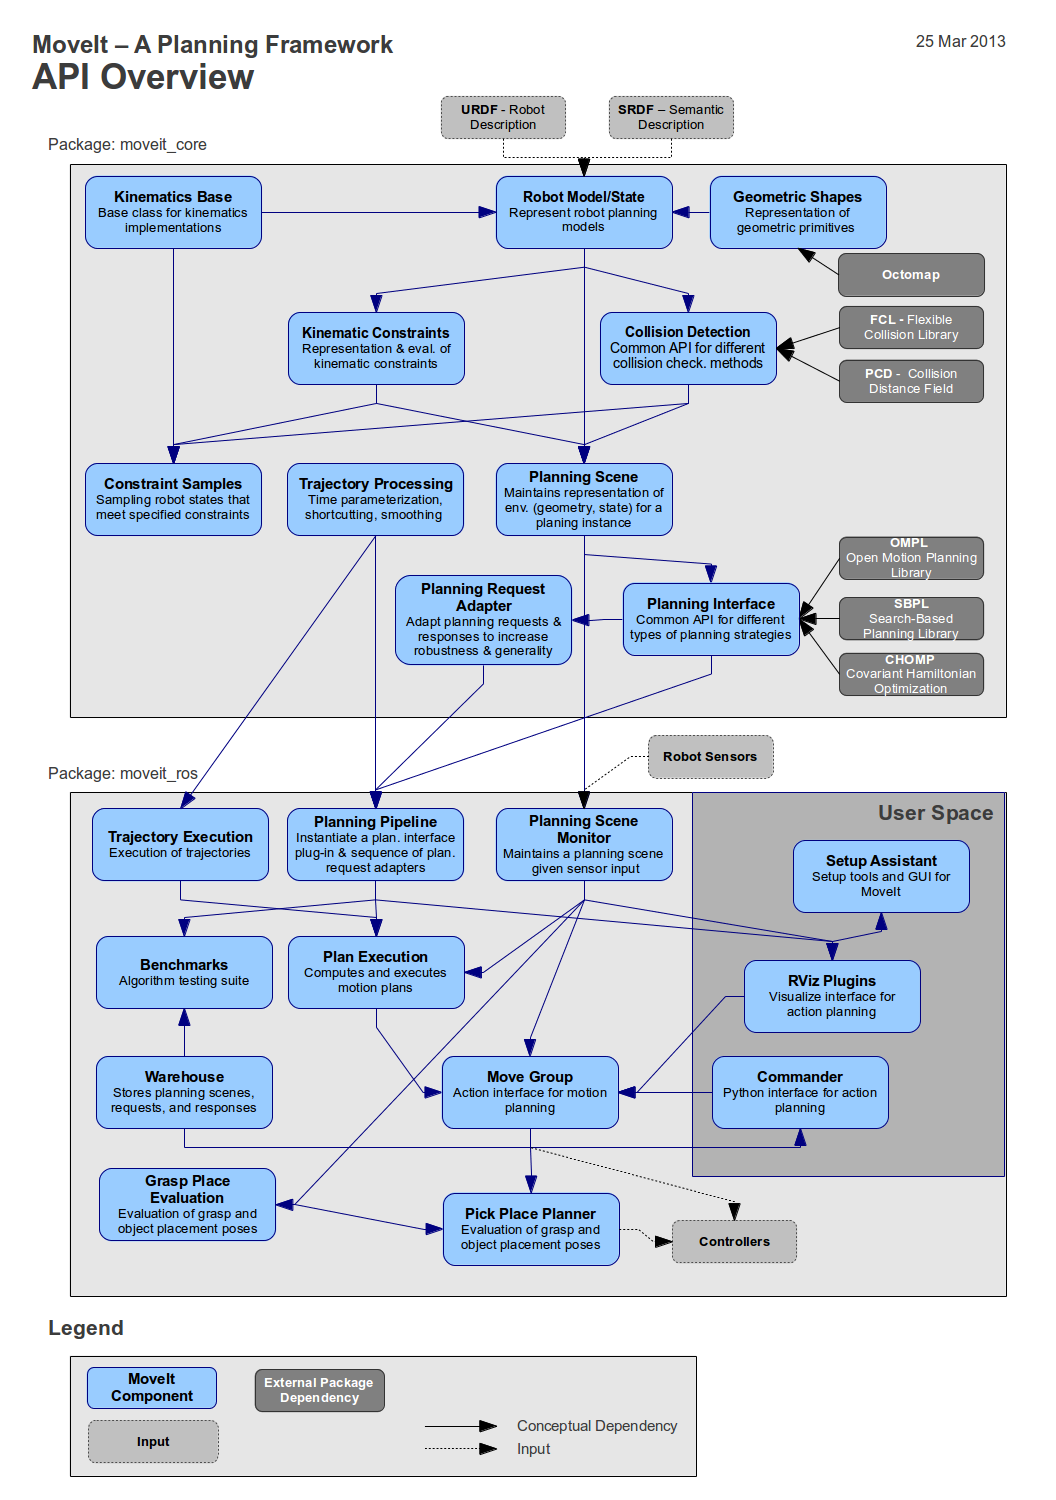 MoveIt – A Planning Framework
25 Mar 2013
API Overview
URDF - Robot
Description
SRDF – Semantic
Description
Package: moveit_core
Kinematics Base
Base class for kinematics
implementations
Robot Model/State
Represent robot planning
models
Geometric Shapes
Representation of
geometric primitives
Octomap
Kinematic Constraints
Representation & eval. of
kinematic constraints
Collision Detection
Common API for different
collision check. methods
FCL - Flexible
Collision Library
PCD - Collision
Distance Field
Constraint Samples
Sampling robot states that
meet specified constraints
Trajectory Processing
Time parameterization,
shortcutting, smoothing
Planning Scene
Maintains representation of
env. (geometry, state) for a
planing instance
OMPL
Open Motion Planning
Library
Planning Request
Adapter
Adapt planning requests &
responses to increase
robustness & generality
Planning Interface
Common API for different
types of planning strategies
SBPL
Search-Based
Planning Library
CHOMP
Covariant Hamiltonian
Optimization
Robot Sensors
Package: moveit_ros
User Space
Trajectory Execution
Execution of trajectories
Planning Pipeline
Instantiate a plan. interface
plug-in & sequence of plan.
request adapters
Planning Scene
Monitor
Maintains a planning scene
given sensor input
Setup Assistant
Setup tools and GUI for
MoveIt
Benchmarks
Algorithm testing suite
Plan Execution
Computes and executes
motion plans
RViz Plugins
Visualize interface for
action planning
Warehouse
Stores planning scenes,
requests, and responses
Move Group
Action interface for motion
planning
Commander
Python interface for action
planning
Grasp Place
Evaluation
Evaluation of grasp and
object placement poses
Pick Place Planner
Evaluation of grasp and
object placement poses
Controllers
Legend
MoveIt
Component
External Package
Dependency
Input
Conceptual Dependency
Input